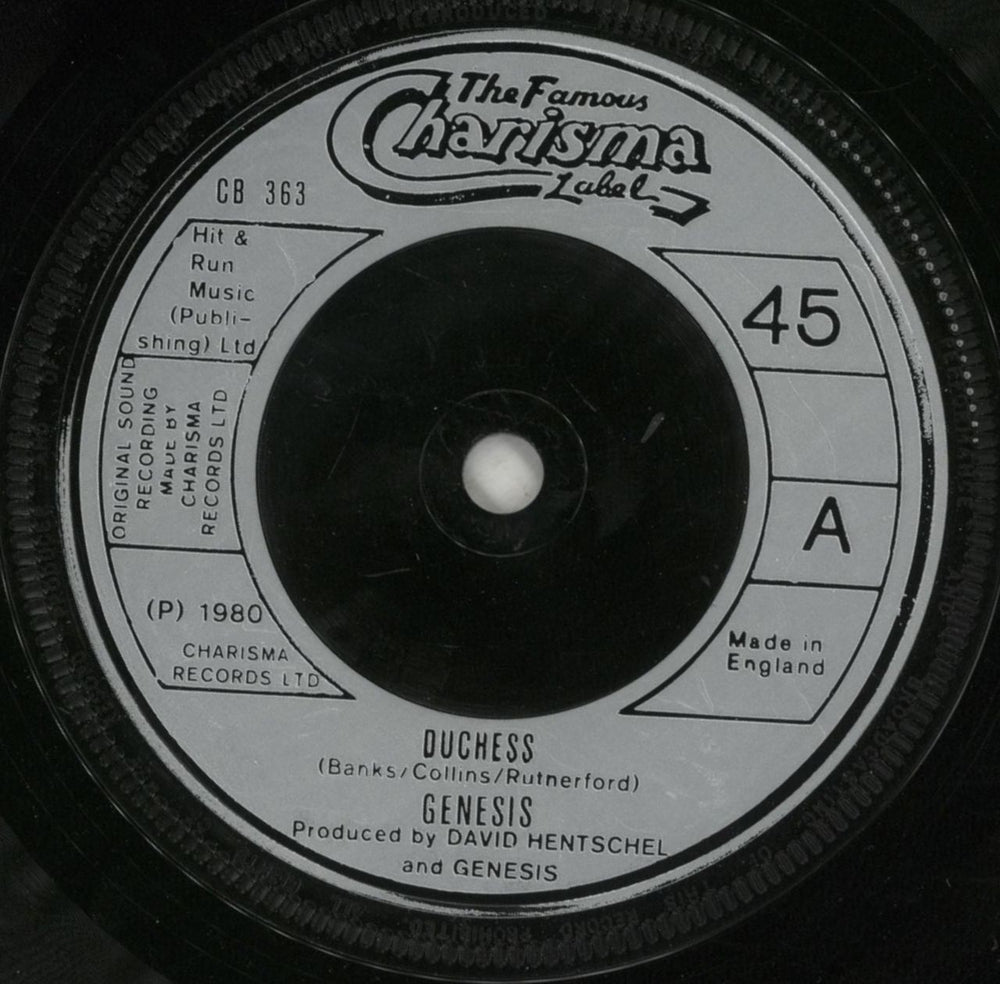 The Famous
Charisma
Label
CB 363
Hit &
Run
Music
(Publi-
shing) Ltd
ORIGINAL SOUND
RECORDING
MADE BY
CHARISMA
RECORDS LTD
(P) 1980
CHARISMA
RECORDS LTD
45
A
Made in
England
DUCHESS
(Banks/Collins/Rutherford)
GENESIS
Produced by DAVID HENTSCHEL
and GENESIS